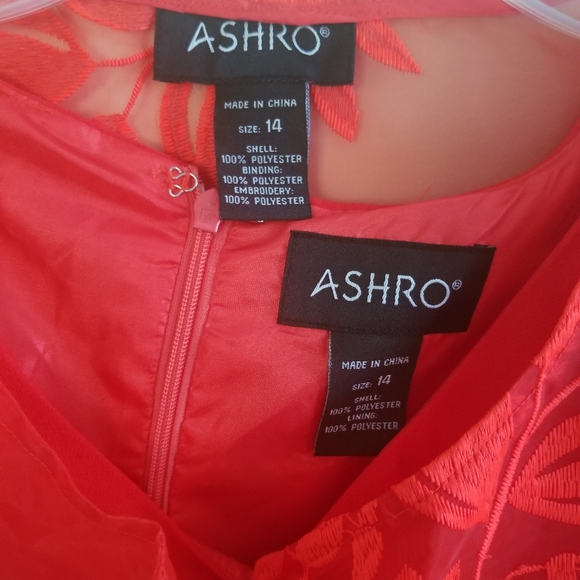 ASHRO®
MADE IN CHINA
SIZE: 14
SHELL:
100% POLYESTER
BINDING:
100% POLYESTER
EMBROIDERY:
100% POLYESTER
ASHRO®
MADE IN CHINA
SIZE: 14
SHELL:
100% POLYESTER
LINING:
100% POLYESTER